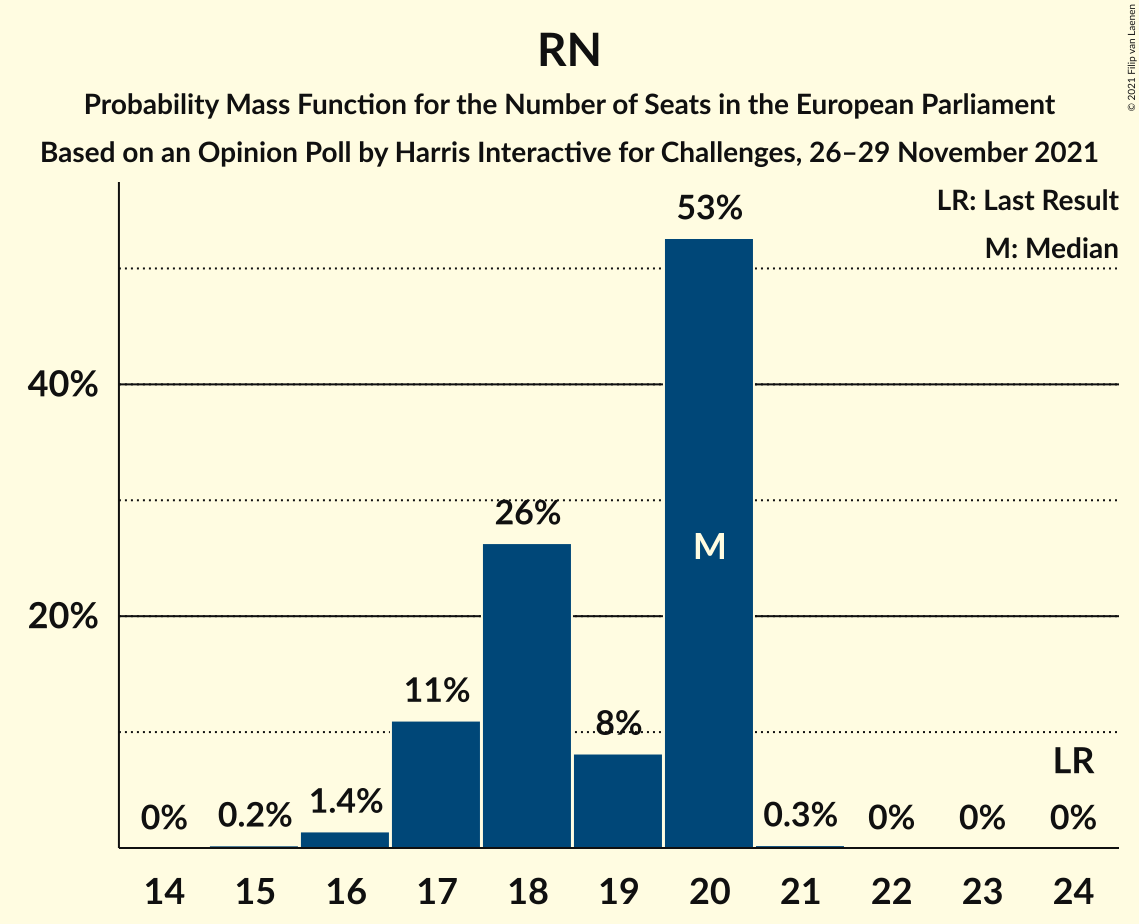 RN
Probability Mass Function for the Number of Seats in the European Parliament
Based on an Opinion Poll by Harris Interactive for Challenges, 26–29 November 2021
© 2021 Filip van Laenen
LR: Last Result
M: Median
53%
40%
26%
M
20%
11%
8%
LR
0%
0.2%
1.4%
0.3%
0%
0%
0%
14 15 16 17 18 19 20 21 22 23 24